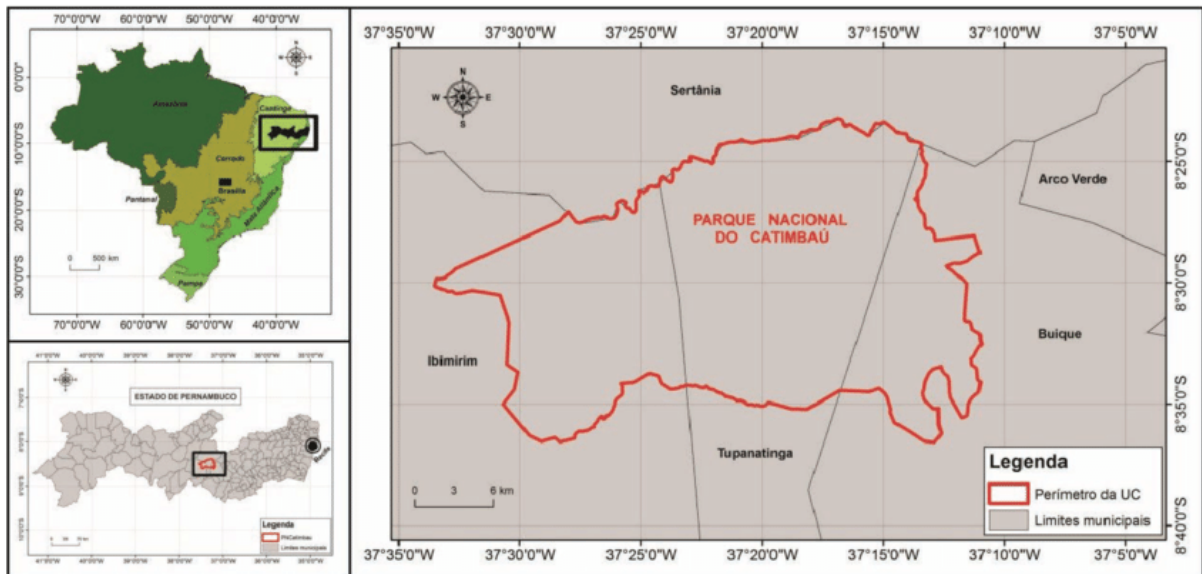 70°0'0"W 60°0'0"W 50°0'0"W 40°0'0"W
0°0'0"
10°0'0"S
20°0'0"S
30°0'0"S
N
W E
S
Amazônia
Caatinga
Cerrado
Brasília
Pantanal
Mata Atlântica
Pampa
0 500 km
70°0'0"W 60°0'0"W 50°0'0"W 40°0'0"W
ESTADO DE PERNAMBUCO
Recife
Legenda
PNCatimbau
Limites municipais
37°35'0"W 37°30'0"W 37°25'0"W 37°20'0"W 37°15'0"W 37°10'0"W 37°5'0"W
N
W E
S
Sertânia
Arco Verde
PARQUE NACIONAL
DO CATIMBAÚ
Buique
Ibimirim
Tupanatinga
0 3 6 km
8°25'0"S
8°30'0"S
8°35'0"S
8°40'0"S
Legenda
Perímetro da UC
Limites municipais
37°35'0"W 37°30'0"W 37°25'0"W 37°20'0"W 37°15'0"W 37°10'0"W 37°5'0"W